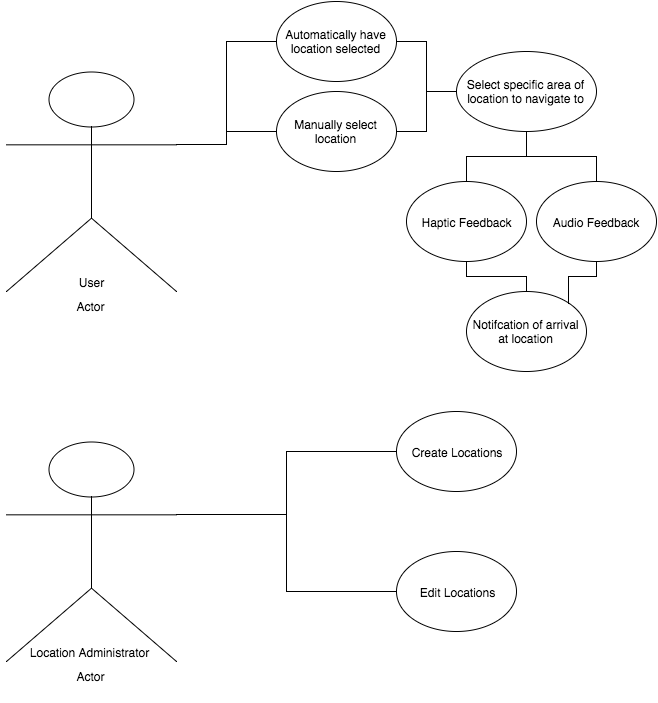 Automatically have
location selected
Manually select
location
Select specific area of
location to navigate to
Haptic Feedback
Audio Feedback
Notifcation of arrival
at location
User
Actor
Create Locations
Edit Locations
Location Administrator
Actor